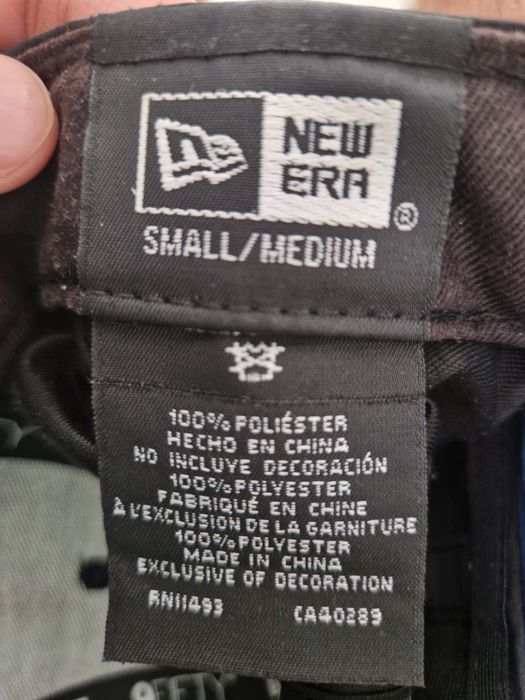 NEW
ERA
®
SMALL/MEDIUM
100% POLIÉSTER
HECHO EN CHINA
NO INCLUYE DECORACIÓN
100% POLYESTER
FABRIQUÉ EN CHINE
À L'EXCLUSION DE LA GARNITURE
100% POLYESTER
MADE IN CHINA
EXCLUSIVE OF DECORATION
RN11493 CA40289